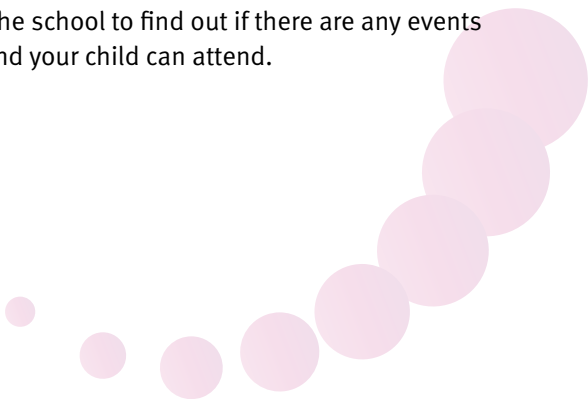 he school to find out if there are any events
nd your child can attend.